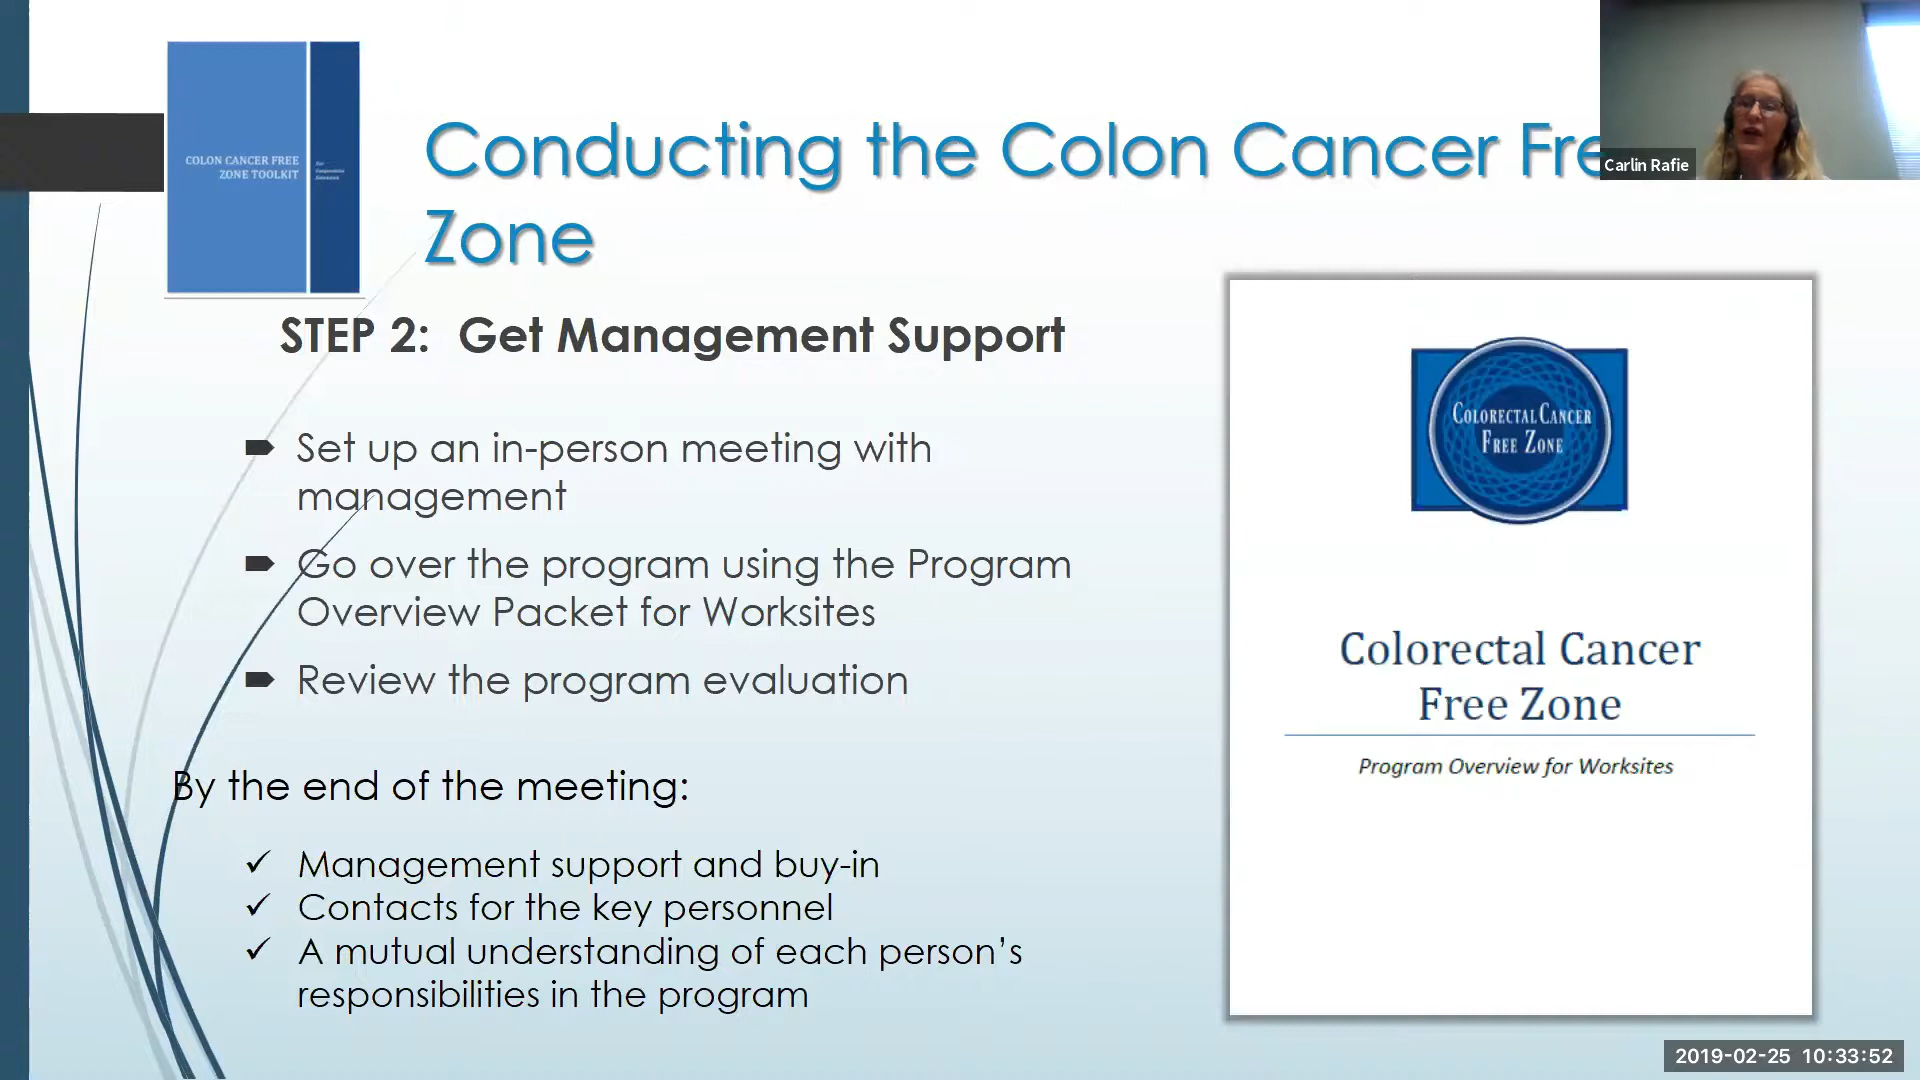 COLON CANCER FREE
ZONE TOOLKIT
For
Cooperative
Extension
Conducting the Colon Cancer Fre
Zone
Carlin Rafie
STEP 2: Get Management Support
Set up an in-person meeting with
management
Go over the program using the Program
Overview Packet for Worksites
Review the program evaluation
By the end of the meeting:
✓ Management support and buy-in
✓ Contacts for the key personnel
✓ A mutual understanding of each person’s
responsibilities in the program
COLORECTAL CANCER
FREE ZONE
Colorectal Cancer
Free Zone
Program Overview for Worksites
2019-02-25 10:33:52